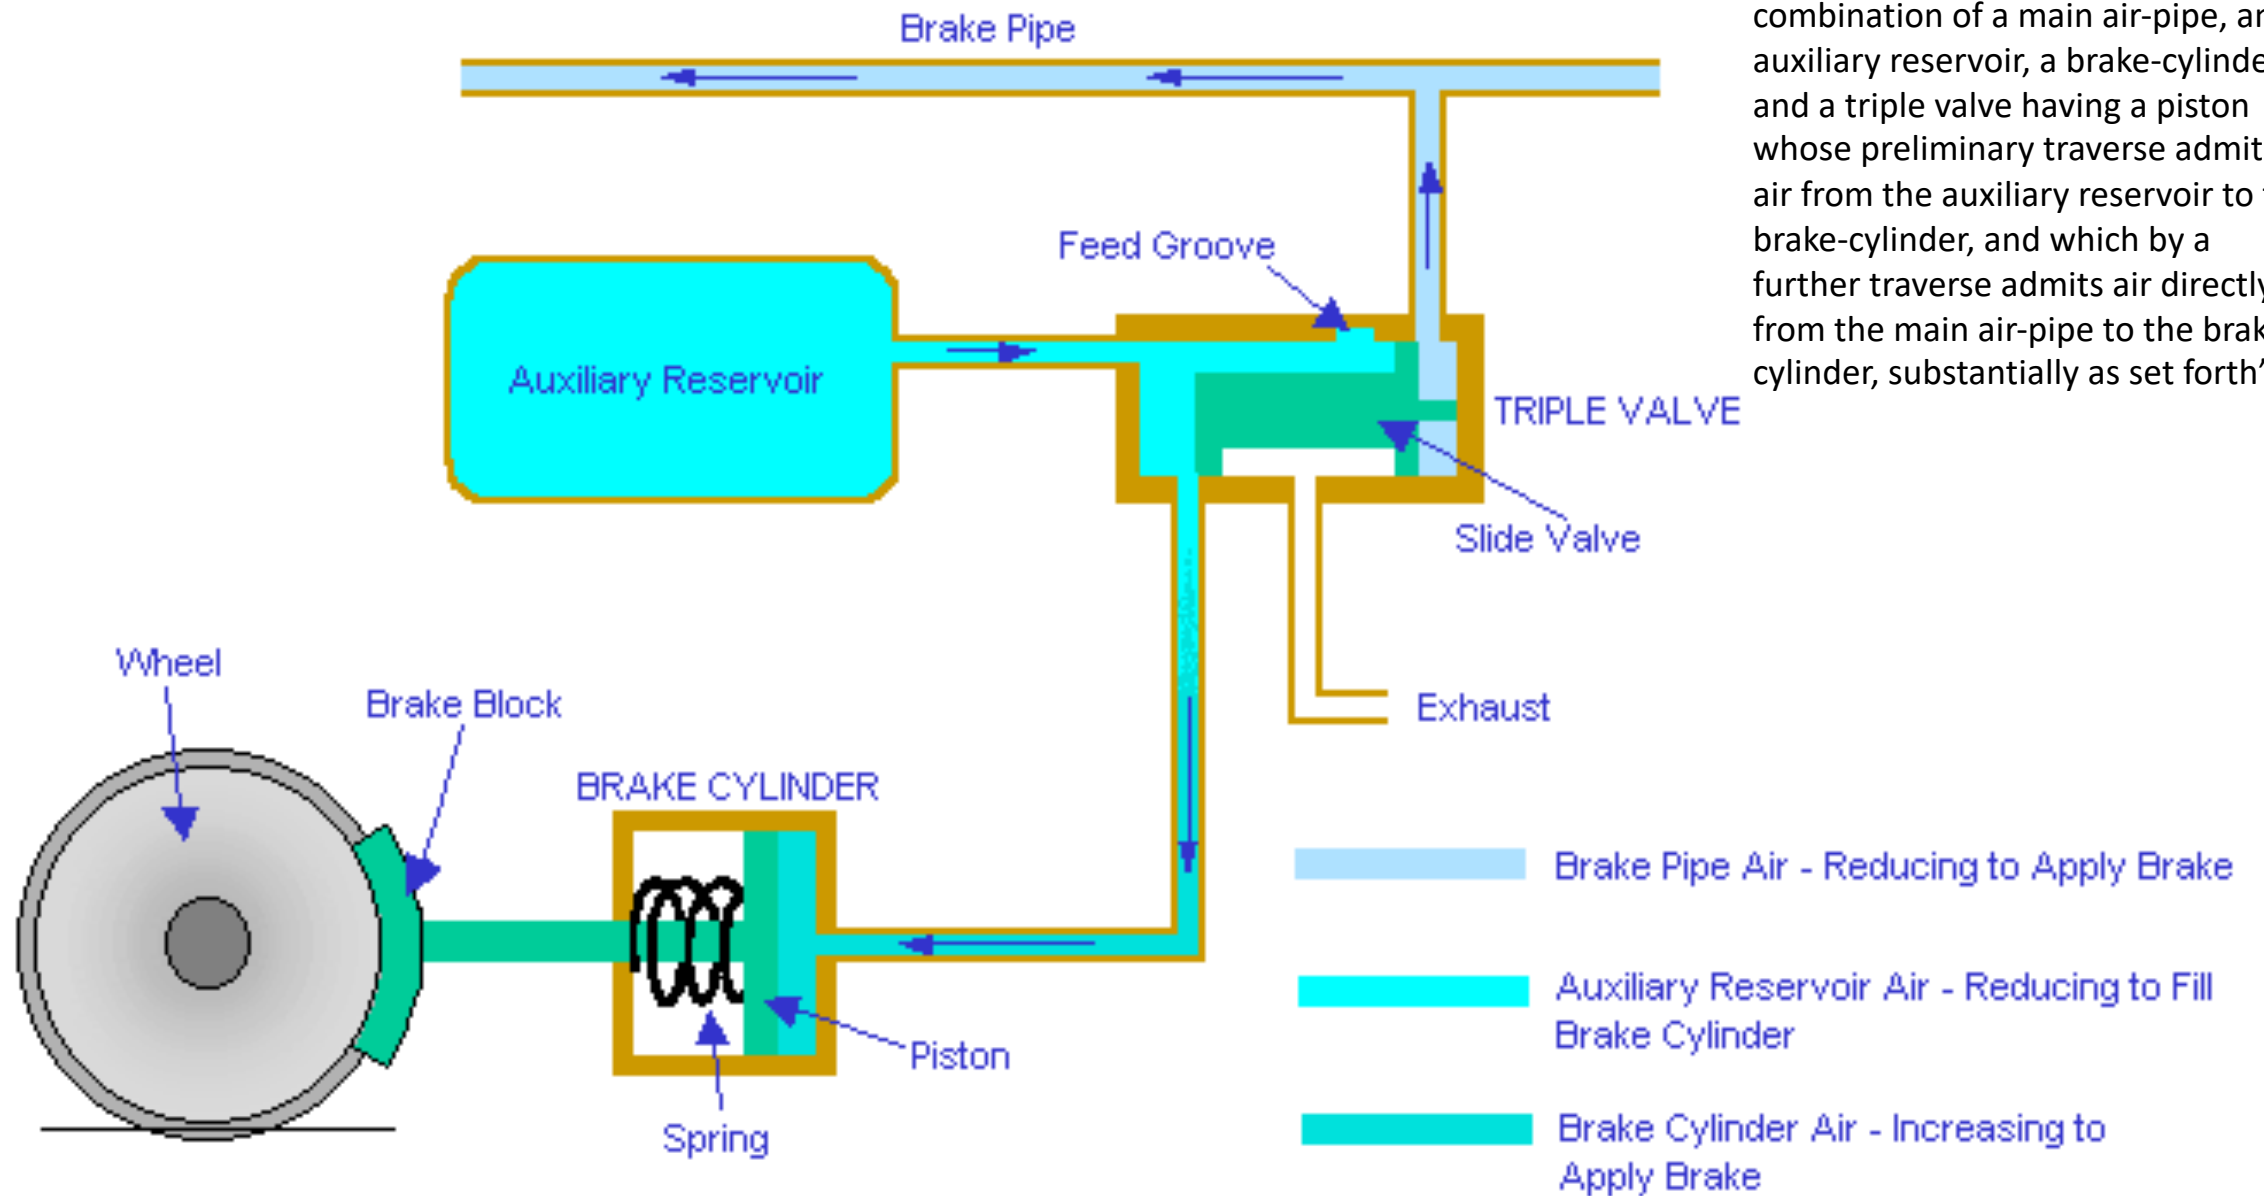 combination of a main air-pipe, an
auxiliary reservoir, a brake-cylinde
and a triple valve having a piston
whose preliminary traverse admit
air from the auxiliary reservoir to
brake-cylinder, and which by a
further traverse admits air directly
from the main air-pipe to the brak
cylinder, substantially as set forth”
Brake Pipe
Feed Groove
Auxiliary Reservoir
TRIPLE VALVE
Slide Valve
Wheel
Brake Block
Exhaust
BRAKE CYLINDER
Piston
Spring
Brake Pipe Air - Reducing to Apply Brake
Auxiliary Reservoir Air - Reducing to Fill
Brake Cylinder
Brake Cylinder Air - Increasing to
Apply Brake